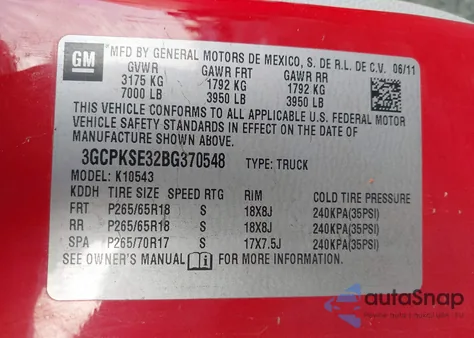 GM
MFD BY GENERAL MOTORS DE MEXICO, S. DE R.L. DE C.V. 06/11
GVWR GAWR FRT GAWR RR
3175 KG 1792 KG 1792 KG
7000 LB 3950 LB 3950 LB
THIS VEHICLE CONFORMS TO ALL APPLICABLE U.S. FEDERAL MOTOR
VEHICLE SAFETY STANDARDS IN EFFECT ON THE DATE OF
MANUFACTURE SHOWN ABOVE.
3GCPKSE32BG370548 TYPE: TRUCK
MODEL: K10543
KDDH TIRE SIZE SPEED RTG RIM COLD TIRE PRESSURE
FRT P265/65R18 S 18X8J 240KPA(35PSI)
RR P265/65R18 S 18X8J 240KPA(35PSI)
SPA P265/70R17 S 17X7.5J 240KPA(35PSI)
SEE OWNER'S MANUAL i FOR MORE INFORMATION.
autoSnap